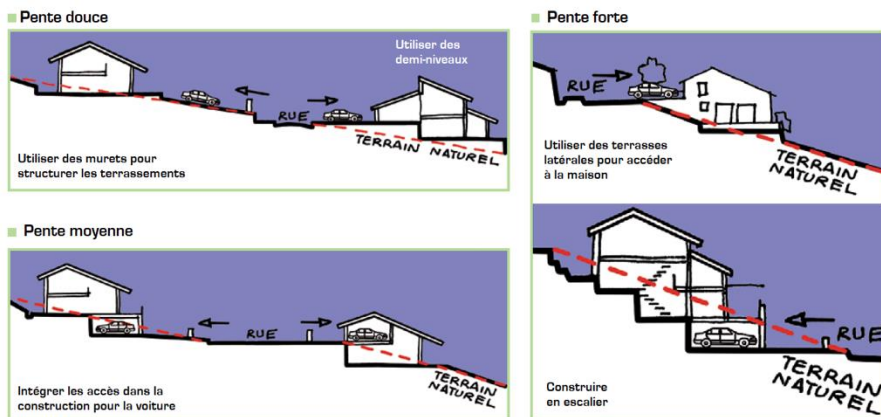 Pente douce
Utiliser des
demi-niveaux
RUE
TERRAIN NATUREL
Utiliser des murets pour
structurer les terrassements
Pente moyenne
RUE
TERRAIN
NATUREL
Intégrer les accès dans la
construction pour la voiture
Pente forte
RUE
Utiliser des terrasses
latérales pour accéder
à la maison
TERRAIN
NATUREL
RUE
TERRAIN
NATUREL
Construire
en escalier